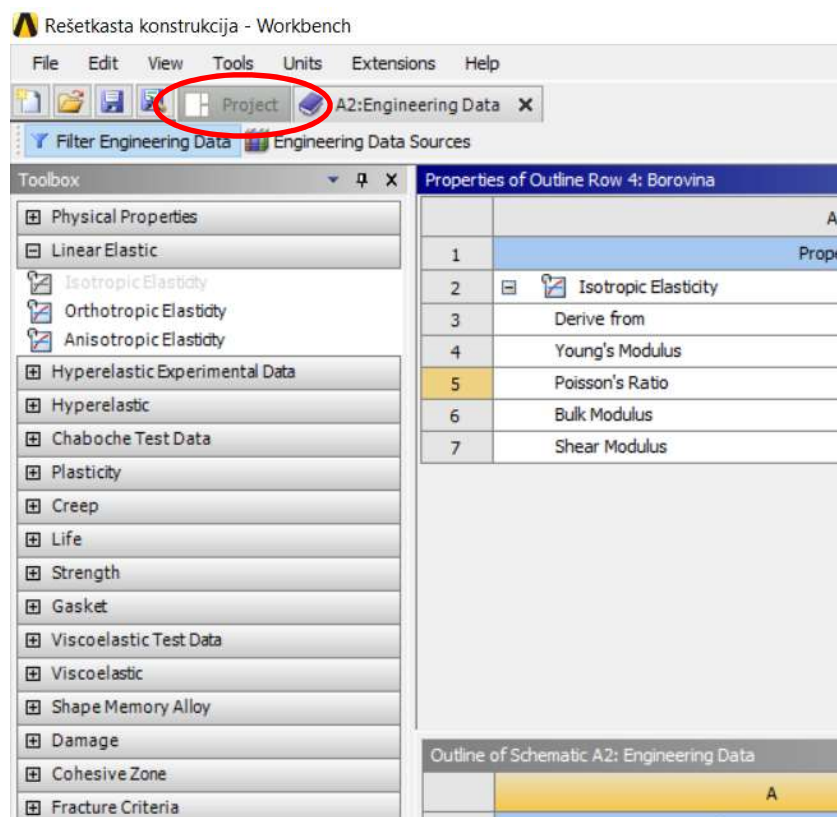 Rešetkasta konstrukcija - Workbench
File Edit View Tools Units Extensions Help
Project A2:Engineering Data
Filter Engineering Data Engineering Data Sources
Toolbox
Physical Properties
Linear Elastic
Isotropic Elasticity
Orthotropic Elasticity
Anisotropic Elasticity
Hyperelastic Experimental Data
Hyperelastic
Chaboche Test Data
Plasticity
Creep
Life
Strength
Gasket
Viscoelastic Test Data
Viscoelastic
Shape Memory Alloy
Damage
Cohesive Zone
Fracture Criteria
Properties of Outline Row 4: Borovina
A
1 Prope
2 Isotropic Elasticity
3 Derive from
4 Young's Modulus
5 Poisson's Ratio
6 Bulk Modulus
7 Shear Modulus
Outline of Schematic A2: Engineering Data
A